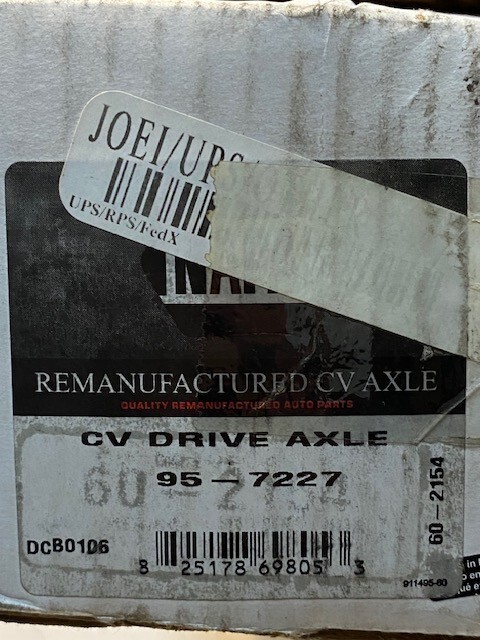 JOEI/UPS
UPS/RPS/FedX
REMANUFACTURED CV AXLE
QUALITY REMANUFACTURED AUTO PARTS
CV DRIVE AXLE
95-7227
60-2154
DCB0106
8 25178 69805 3
911495-60